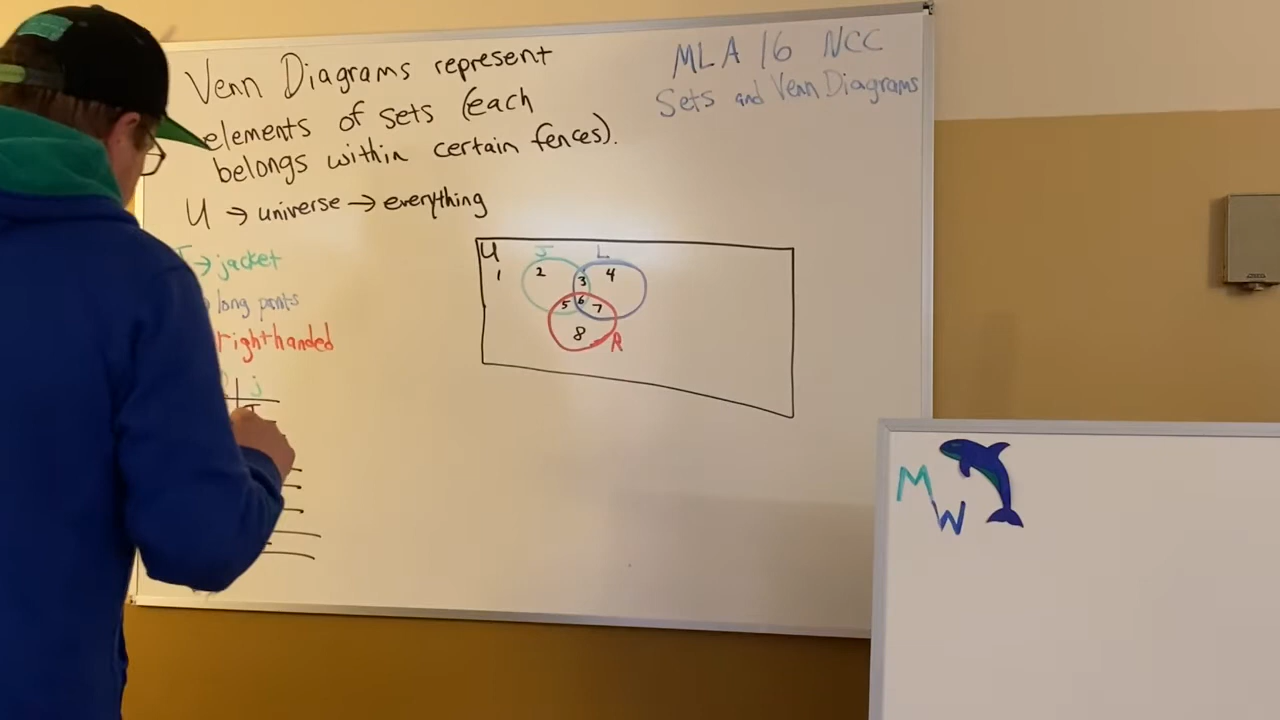 Venn Diagrams represent
elements of sets (each
belongs within certain fences).
U → universe → everything
→ jacket
long pants
right handed
j
MLA 16 NCC
Sets and Venn Diagrams
U J L
1 2 3 4
5 6 7
8 R
M
W